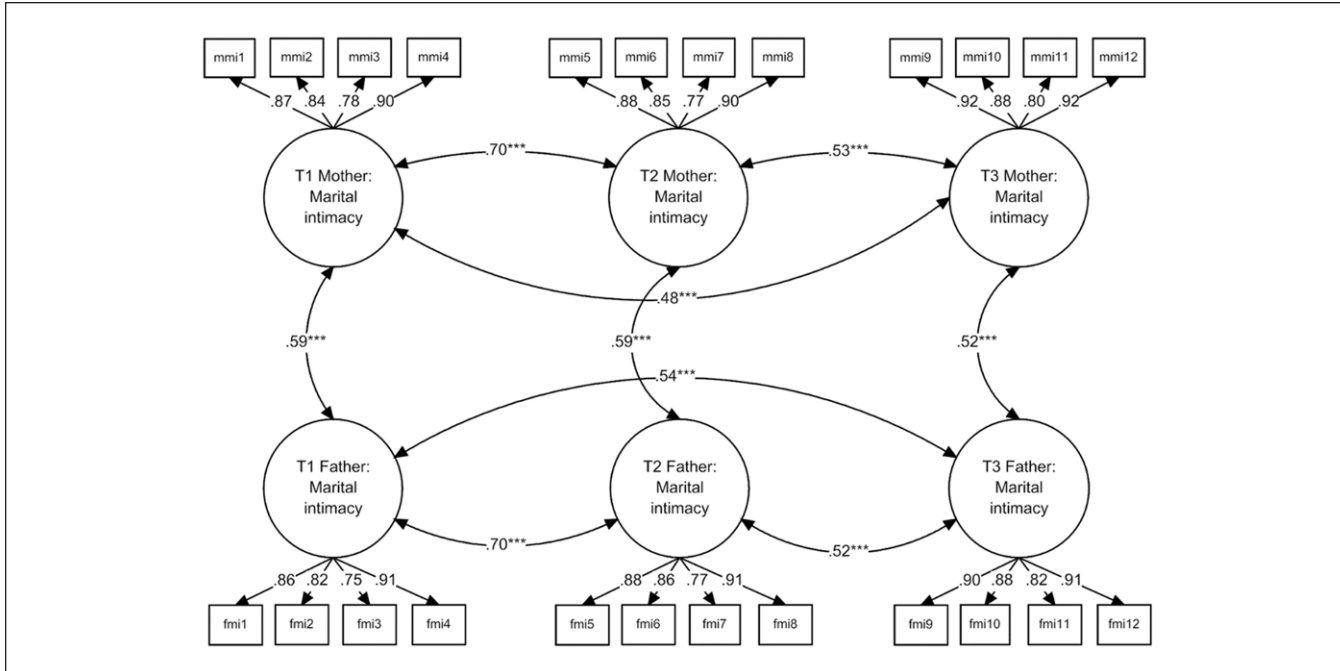 mmi1 mmi2 mmi3 mmi4 mmi5 mmi6 mmi7 mmi8 mmi9 mmi10 mmi11 mmi12
.87 .84 .78 .90 .88 .85 .77 .90 .92 .88 .80 .92
.70*** .53***
T1 Mother: T2 Mother: T3 Mother:
Marital Marital Marital
intimacy intimacy intimacy
.48***
.59*** .59*** .52***
.54***
T1 Father: T2 Father: T3 Father:
Marital Marital Marital
intimacy intimacy intimacy
.70*** .52***
.86 .82 .75 .91 .88 .86 .77 .91 .90 .88 .82 .91
fmi1 fmi2 fmi3 fmi4 fmi5 fmi6 fmi7 fmi8 fmi9 fmi10 fmi11 fmi12